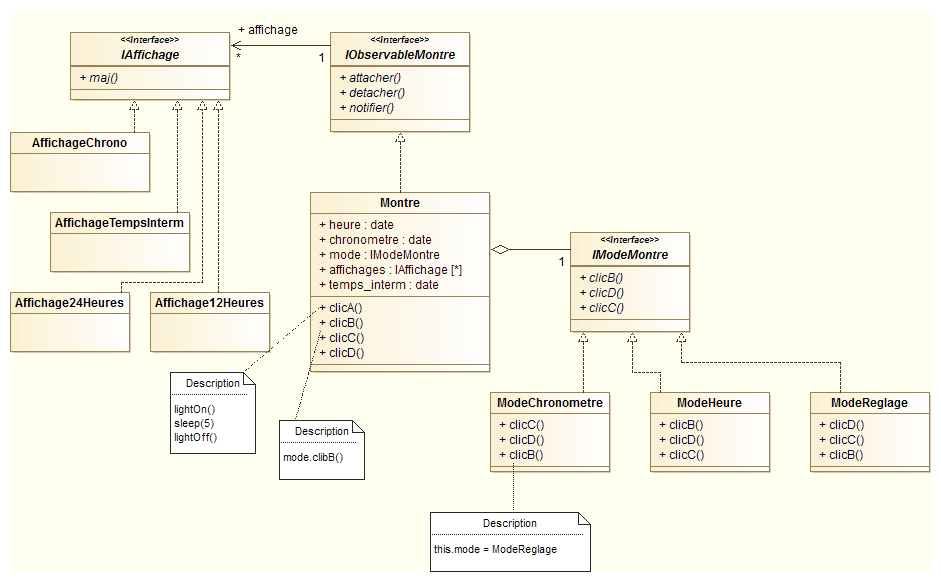 + affichage
<<Interface>>
IAffichage
*
1
<<Interface>>
IObservableMontre
+ maj()
+ attacher()
+ detacher()
+ notifier()
AffichageChrono
AffichageTempsInterm
Affichage24Heures
Affichage12Heures
Montre
+ heure : date
+ chronometre : date
+ mode : IModeMontre
+ affichages : IAffichage [*]
+ temps_interm : date
+ clicA()
+ clicB()
+ clicC()
+ clicD()
1
<<Interface>>
IModeMontre
+ clicB()
+ clicD()
+ clicC()
Description
lightOn()
sleep(5)
lightOff()
Description
mode.clibB()
ModeChronometre
+ clicC()
+ clicD()
+ clicB()
ModeHeure
+ clicB()
+ clicD()
+ clicC()
ModeReglage
+ clicD()
+ clicC()
+ clicB()
Description
this.mode = ModeReglage